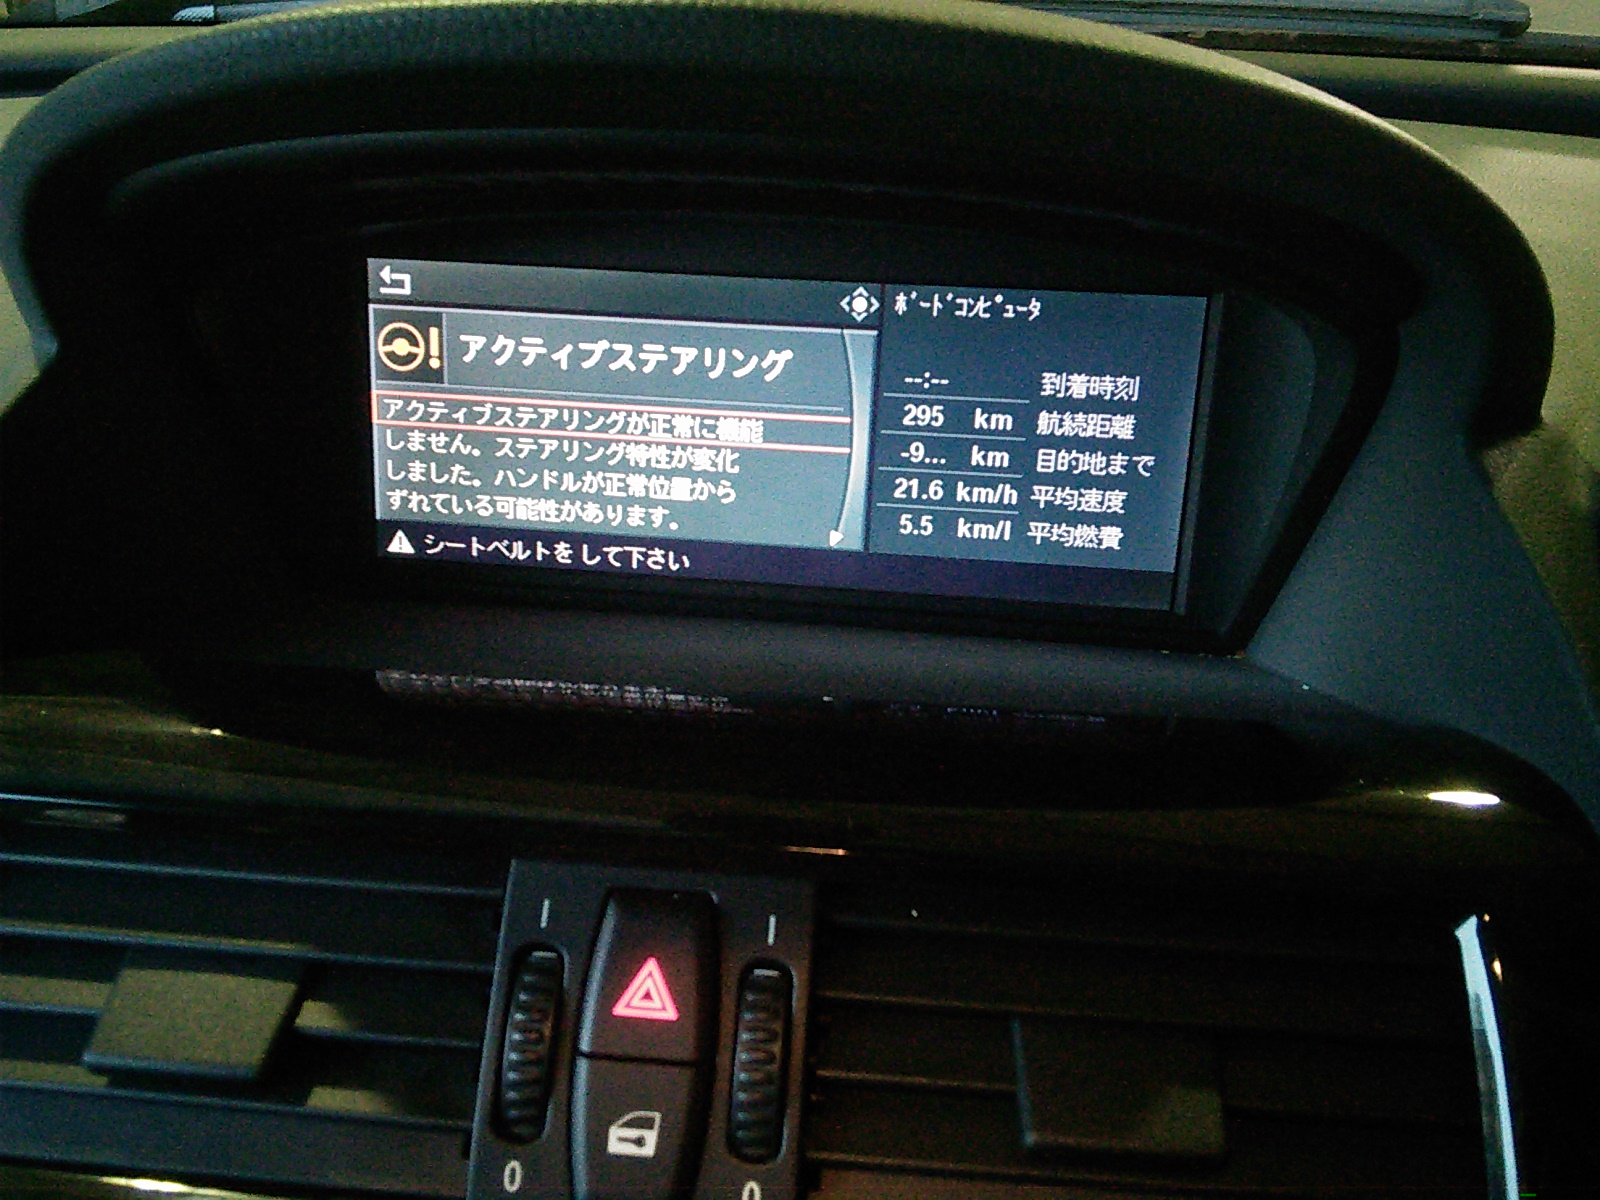 アクティブステアリング
アクティブステアリングが正常に機能
しません。ステアリング特性が変化
しました。ハンドルが正常位置から
ずれている可能性があります。
シートベルトをして下さい
ボードコンピュータ
--:-- 到着時刻
295 km 航続距離
-9... km 目的地まで
21.6 km/h 平均速度
5.5 km/l 平均燃費
0
0